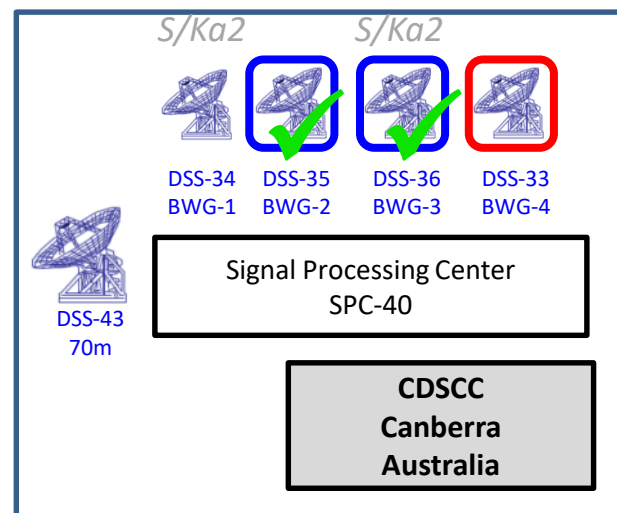 S/Ka2 S/Ka2
DSS-34 DSS-35 DSS-36 DSS-33
BWG-1 BWG-2 BWG-3 BWG-4
Signal Processing Center
SPC-40
DSS-43
70m
CDSCC
Canberra
Australia